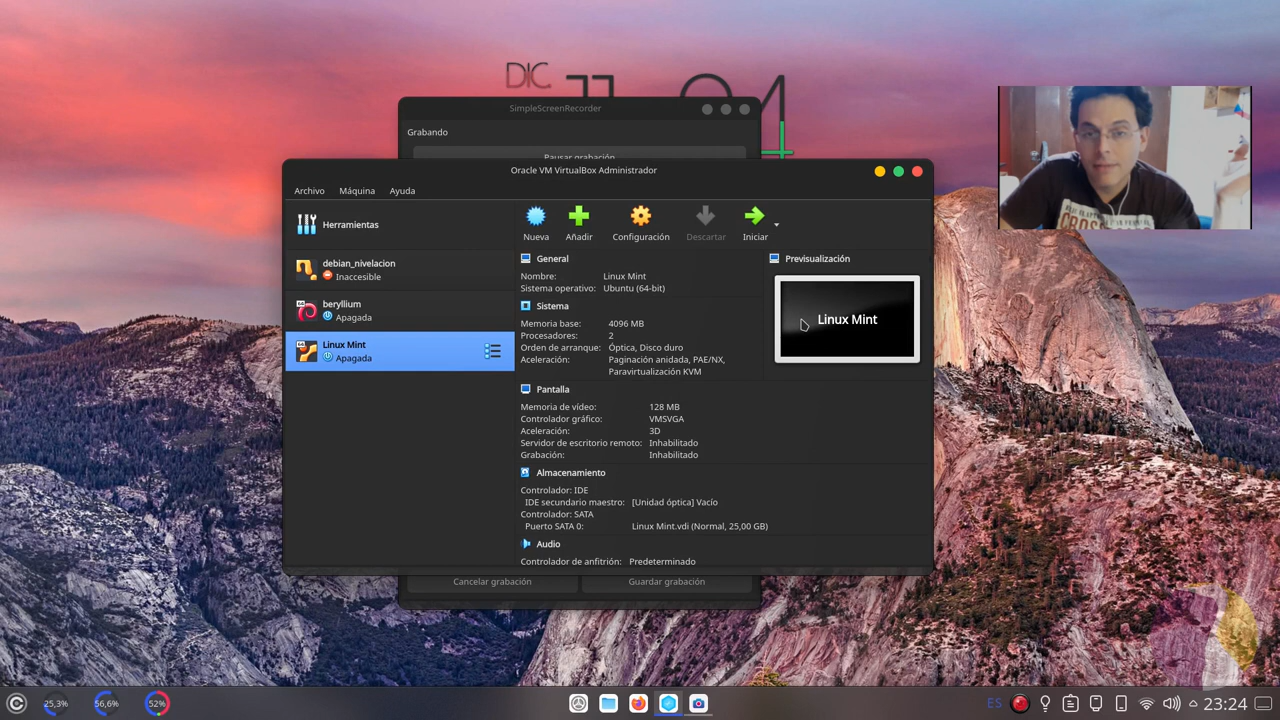 DIC
SimpleScreenRecorder
Grabando
Pausar grabación
Oracle VM VirtualBox Administrador
Archivo Máquina Ayuda
Herramientas
debian_nivelacion
Inaccesible
beryllium
Apagada
Linux Mint
Apagada
Nueva Añadir Configuración Descartar Iniciar
General
Nombre: Linux Mint
Sistema operativo: Ubuntu (64-bit)
Sistema
Memoria base: 4096 MB
Procesadores: 2
Orden de arranque: Óptica, Disco duro
Aceleración: Paginación anidada, PAE/NX,
Paravirtualización KVM
Previsualización
Linux Mint
Pantalla
Memoria de vídeo: 128 MB
Controlador gráfico: VMSVGA
Aceleración: 3D
Servidor de escritorio remoto: Inhabilitado
Grabación: Inhabilitado
Almacenamiento
Controlador: IDE
IDE secundario maestro: [Unidad óptica] Vacío
Controlador: SATA
Puerto SATA 0: Linux Mint.vdi (Normal, 25,00 GB)
Audio
Controlador de anfitrión: Predeterminado
Cancelar grabación Guardar grabación
25,3% 56,6% 52%
ES 23:24